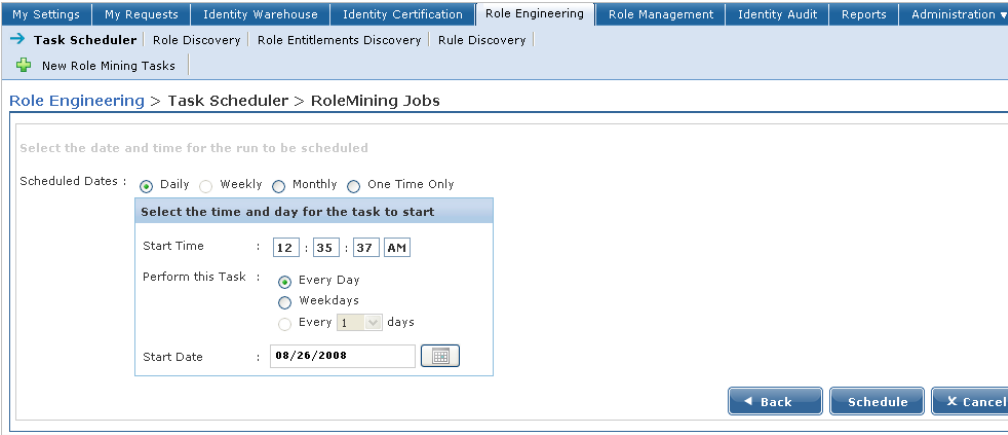 My Settings My Requests Identity Warehouse Identity Certification Role Engineering Role Management Identity Audit Reports Administration
Task Scheduler Role Discovery Role Entitlements Discovery Rule Discovery
New Role Mining Tasks
Role Engineering > Task Scheduler > RoleMining Jobs
Select the date and time for the run to be scheduled
Scheduled Dates : Daily Weekly Monthly One Time Only
Select the time and day for the task to start
Start Time : 12 : 35 : 37 AM
Perform this Task : Every Day
Weekdays
Every 1 days
Start Date : 08/26/2008
Back Schedule Cancel